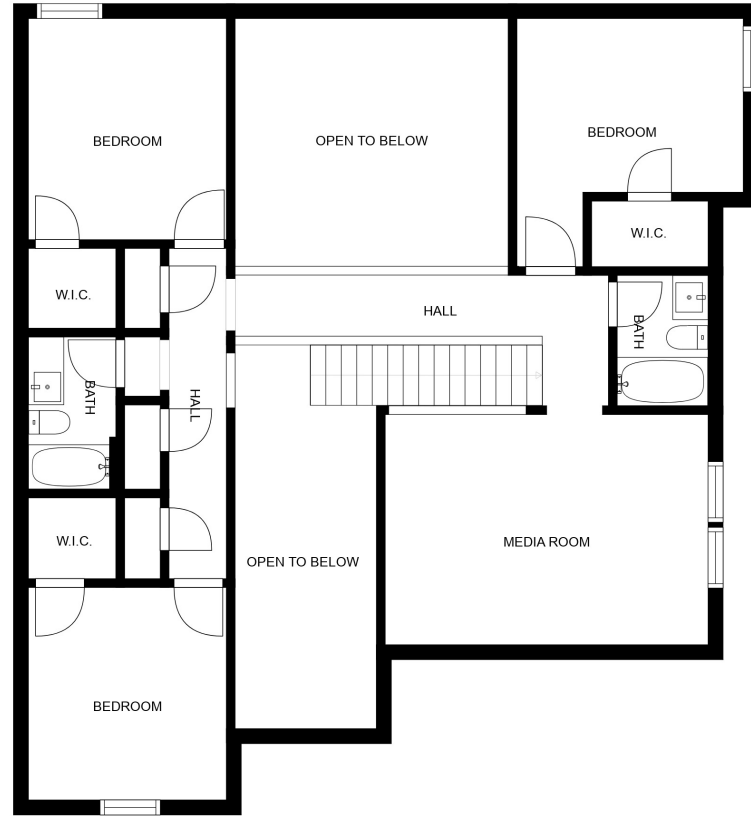 BEDROOM
OPEN TO BELOW
BEDROOM
W.I.C.
W.I.C.
HALL
BATH
BATH
HALL
W.I.C.
OPEN TO BELOW
MEDIA ROOM
BEDROOM